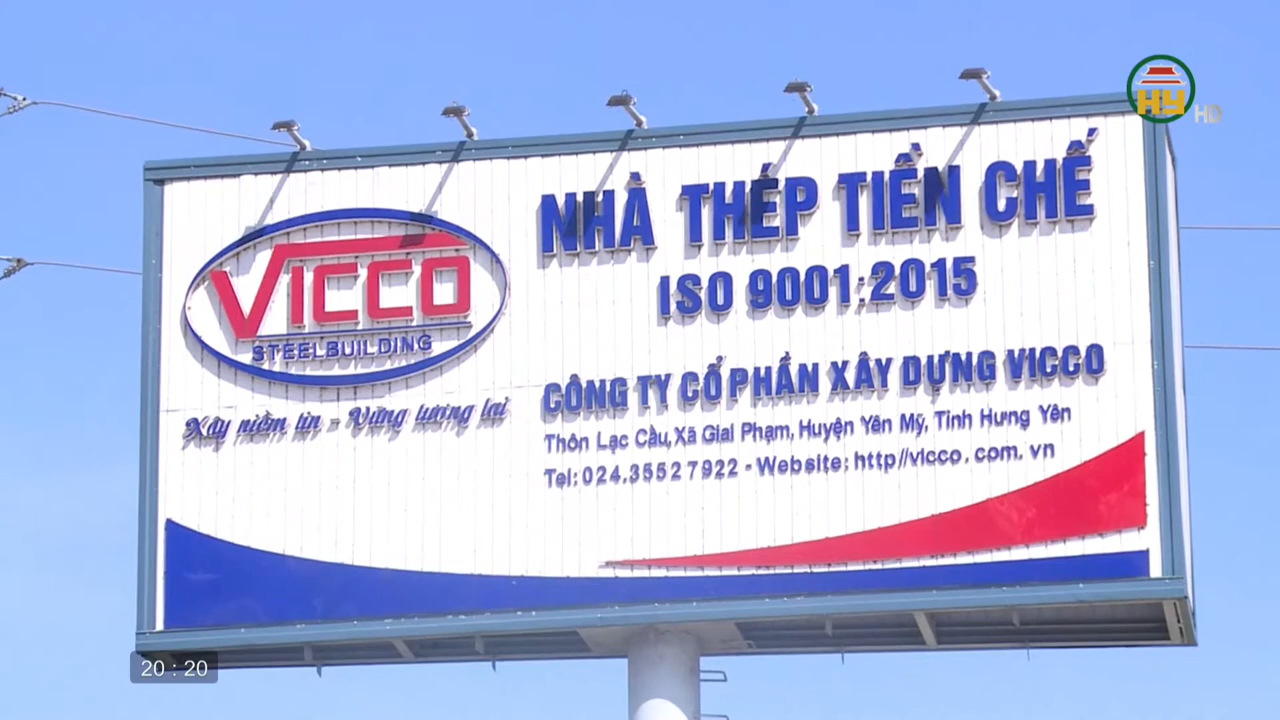 HY HD
NHÀ THÉP TIỀN CHẾ
ISO 9001:2015
VICCO
STEELBUILDING
Xây niềm tin - Vững tương lai
CÔNG TY CỔ PHẦN XÂY DỰNG VICCO
Thôn Lạc Cầu, Xã Giai Phạm, Huyện Yên Mỹ, Tỉnh Hưng Yên
Tel: 024.35527922 - Website: http//vicco.com.vn
20 : 20